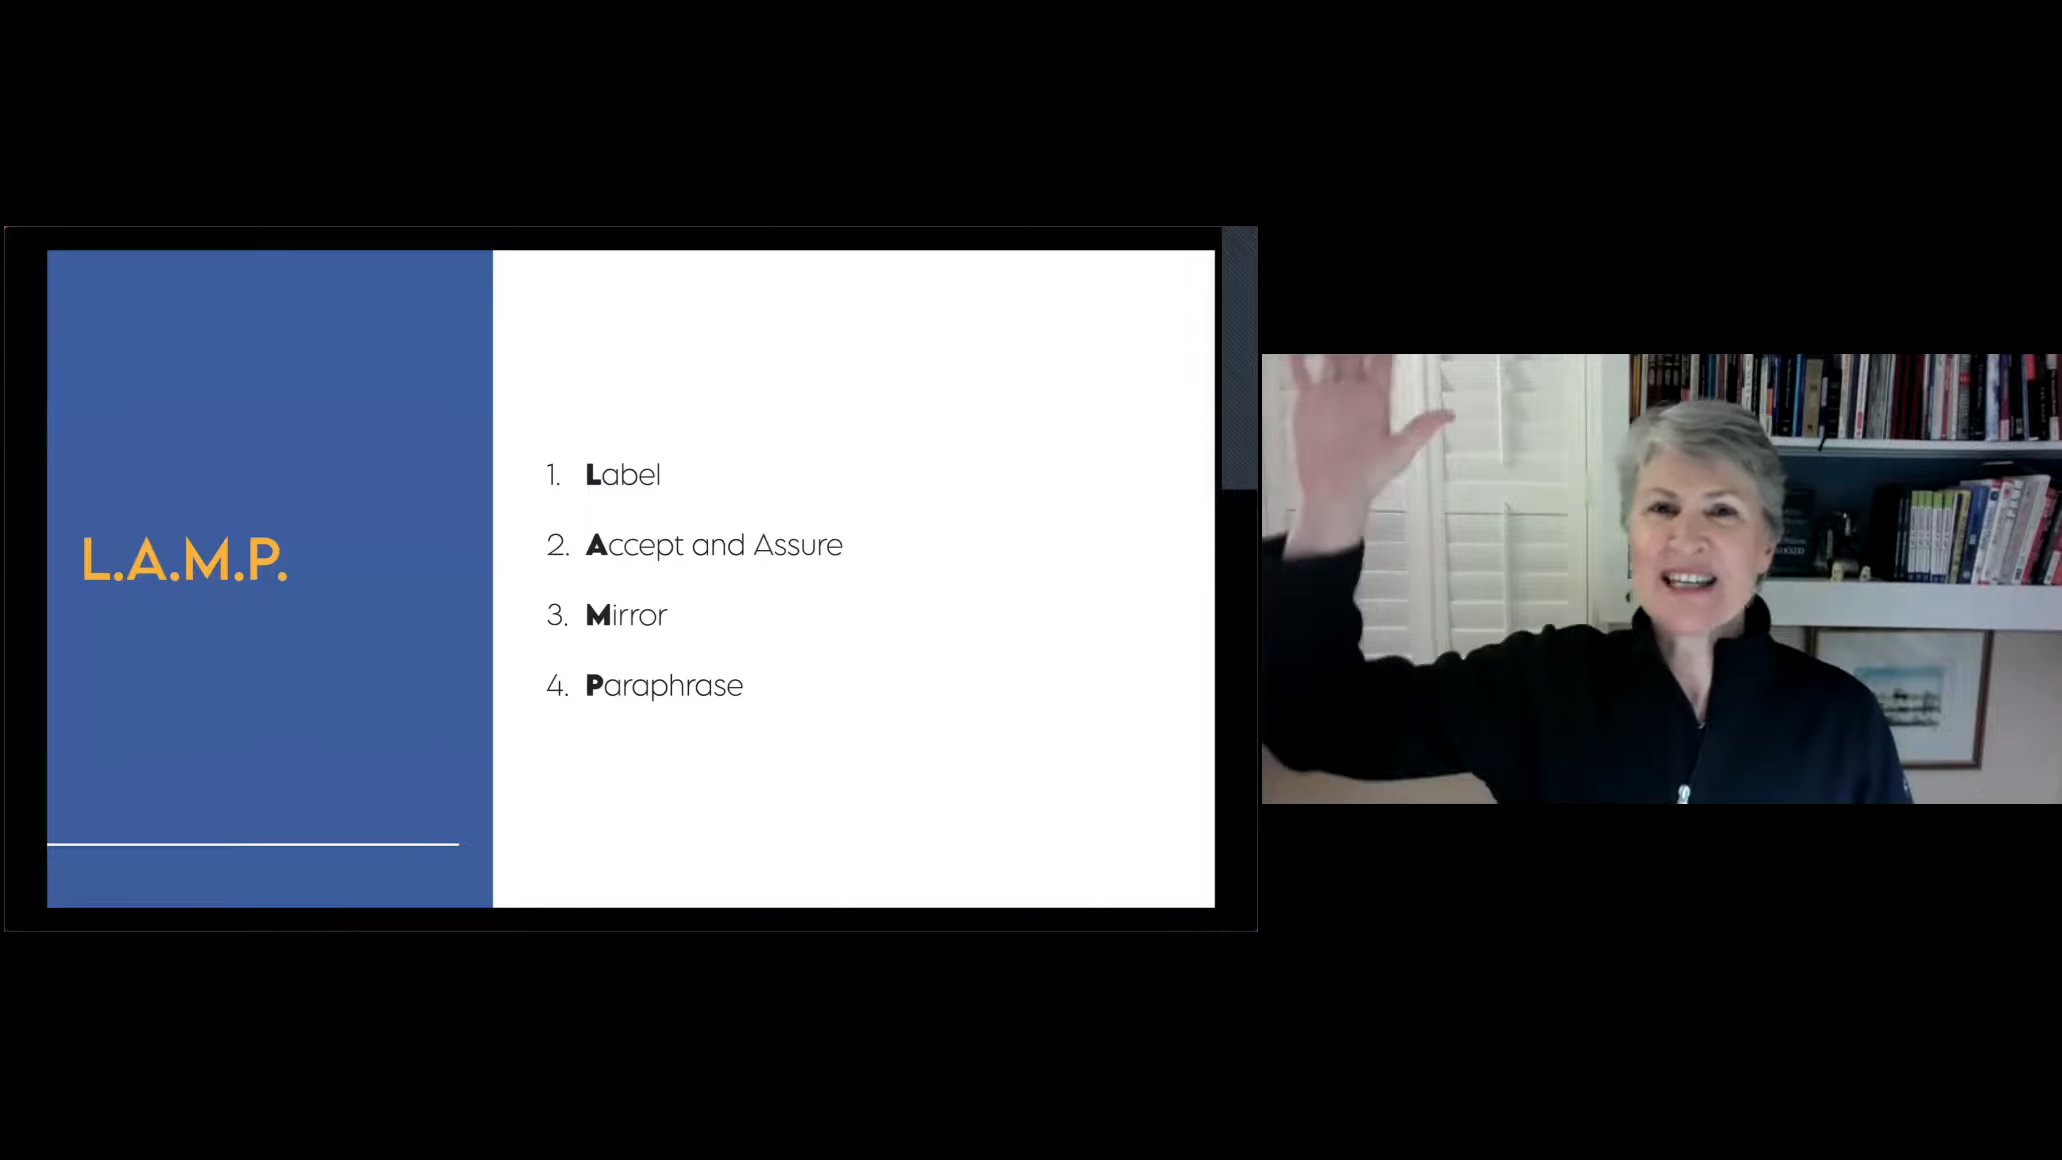 L.A.M.P.
1. Label
2. Accept and Assure
3. Mirror
4. Paraphrase